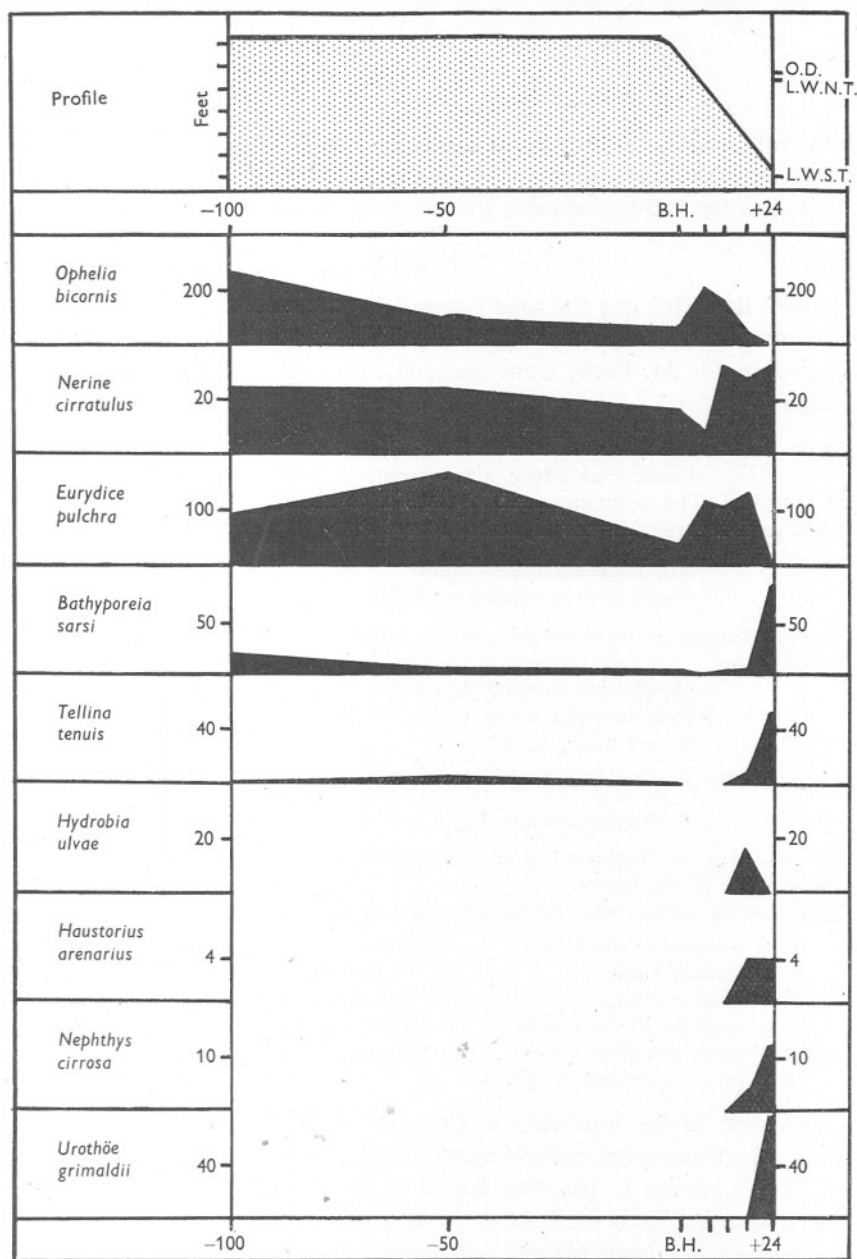 Profile
Feet
O.D.
L.W.N.T.
L.W.S.T.
−100 −50 B.H. +24
Ophelia
bicornis
200 200
Nerine
cirratulus
20 20
Eurydice
pulchra
100 100
Bathyporeia
sarsi
50 50
Tellina
tenuis
40 40
Hydrobia
ulvae
20 20
Haustorius
arenarius
4 4
Nephthys
cirrosa
10 10
Urothöe
grimaldii
40 40
−100 −50 B.H. +24